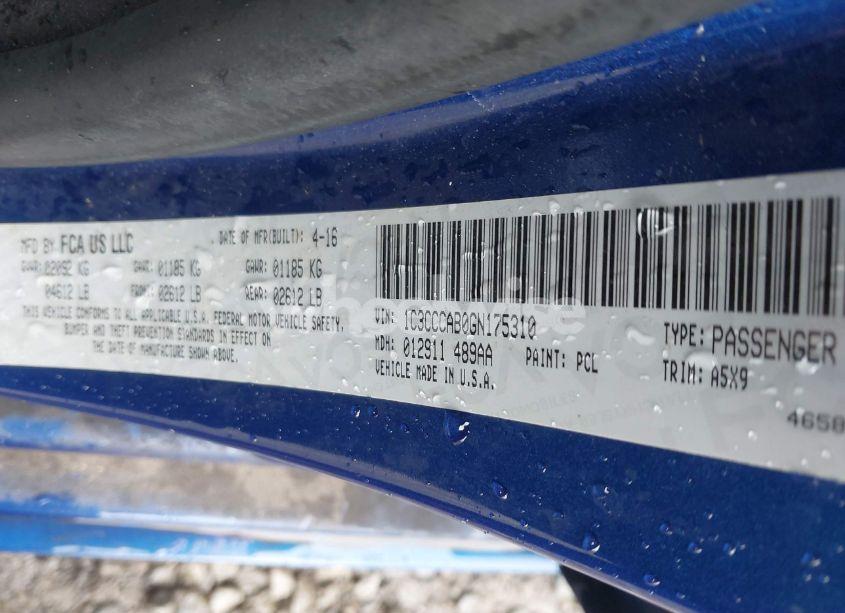 MFD BY FCA US LLC DATE OF MFR(BUILT): 4-16
GVWR: 02092 KG GAWR: 01185 KG GAWR: 01185 KG
04612 LB FRONT: 02612 LB REAR: 02612 LB
THIS VEHICLE CONFORMS TO ALL APPLICABLE U.S.A. FEDERAL MOTOR VEHICLE SAFETY,
BUMPER AND THEFT PREVENTION STANDARDS IN EFFECT ON
THE DATE OF MANUFACTURE SHOWN ABOVE.
VIN: 1C3CCCAB0GN175310
MDH: 012911 489AA PAINT: PCL
VEHICLE MADE IN U.S.A.
TYPE: PASSENGER
TRIM: A5X9
4658